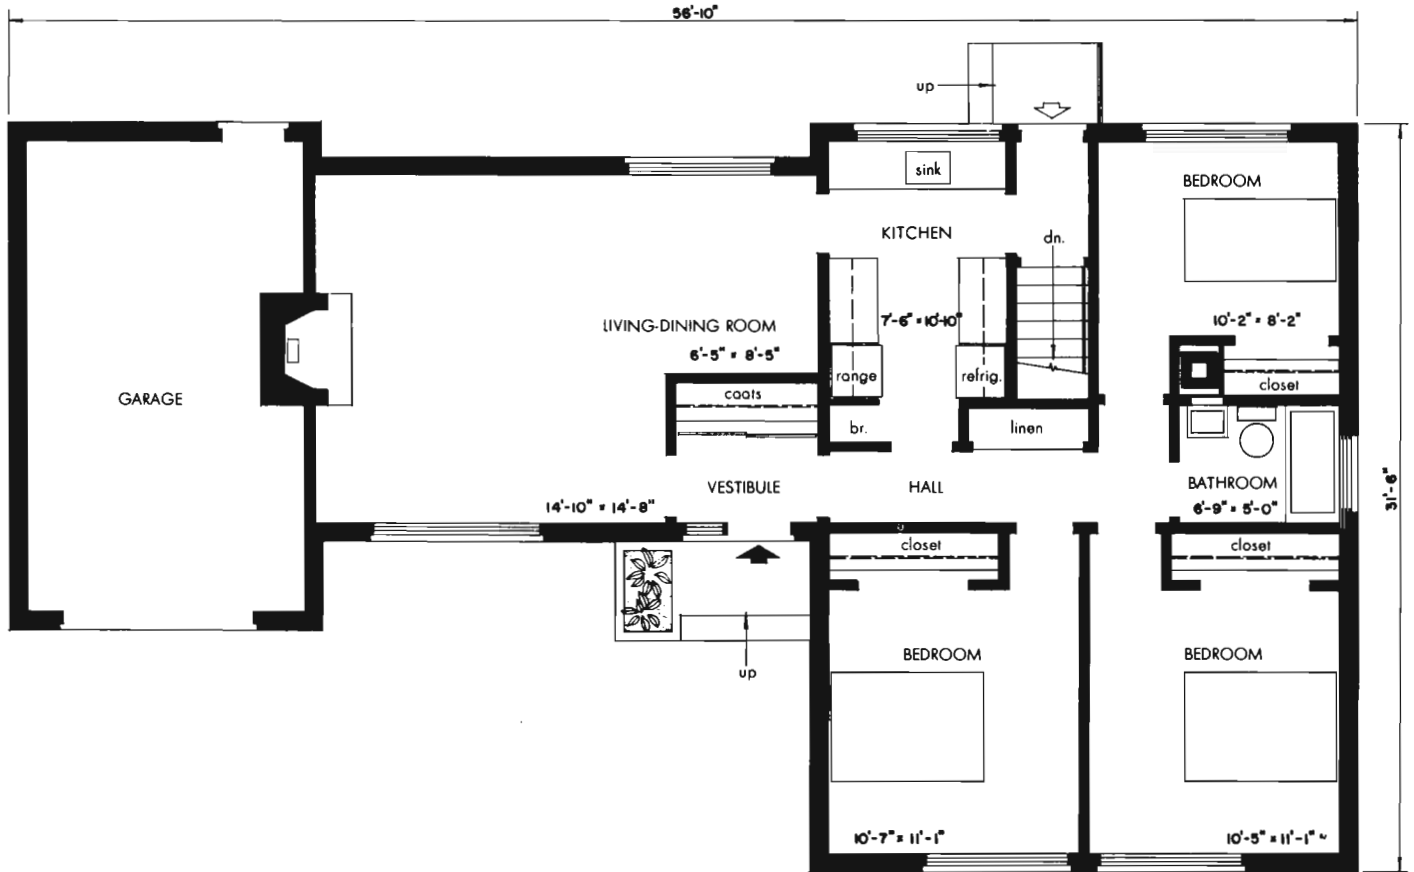 56'-10"
up
sink
BEDROOM
KITCHEN
dn.
7'-6" x 10'-10"
10'-2" x 8'-2"
LIVING-DINING ROOM
6'-5" x 8'-5"
range
refrig.
closet
coats
GARAGE
br.
linen
VESTIBULE
HALL
BATHROOM
6'-9" x 5'-0"
31'-6"
14'-10" x 14'-8"
closet
closet
BEDROOM
BEDROOM
up
10'-7" x 11'-1"
10'-5" x 11'-1"